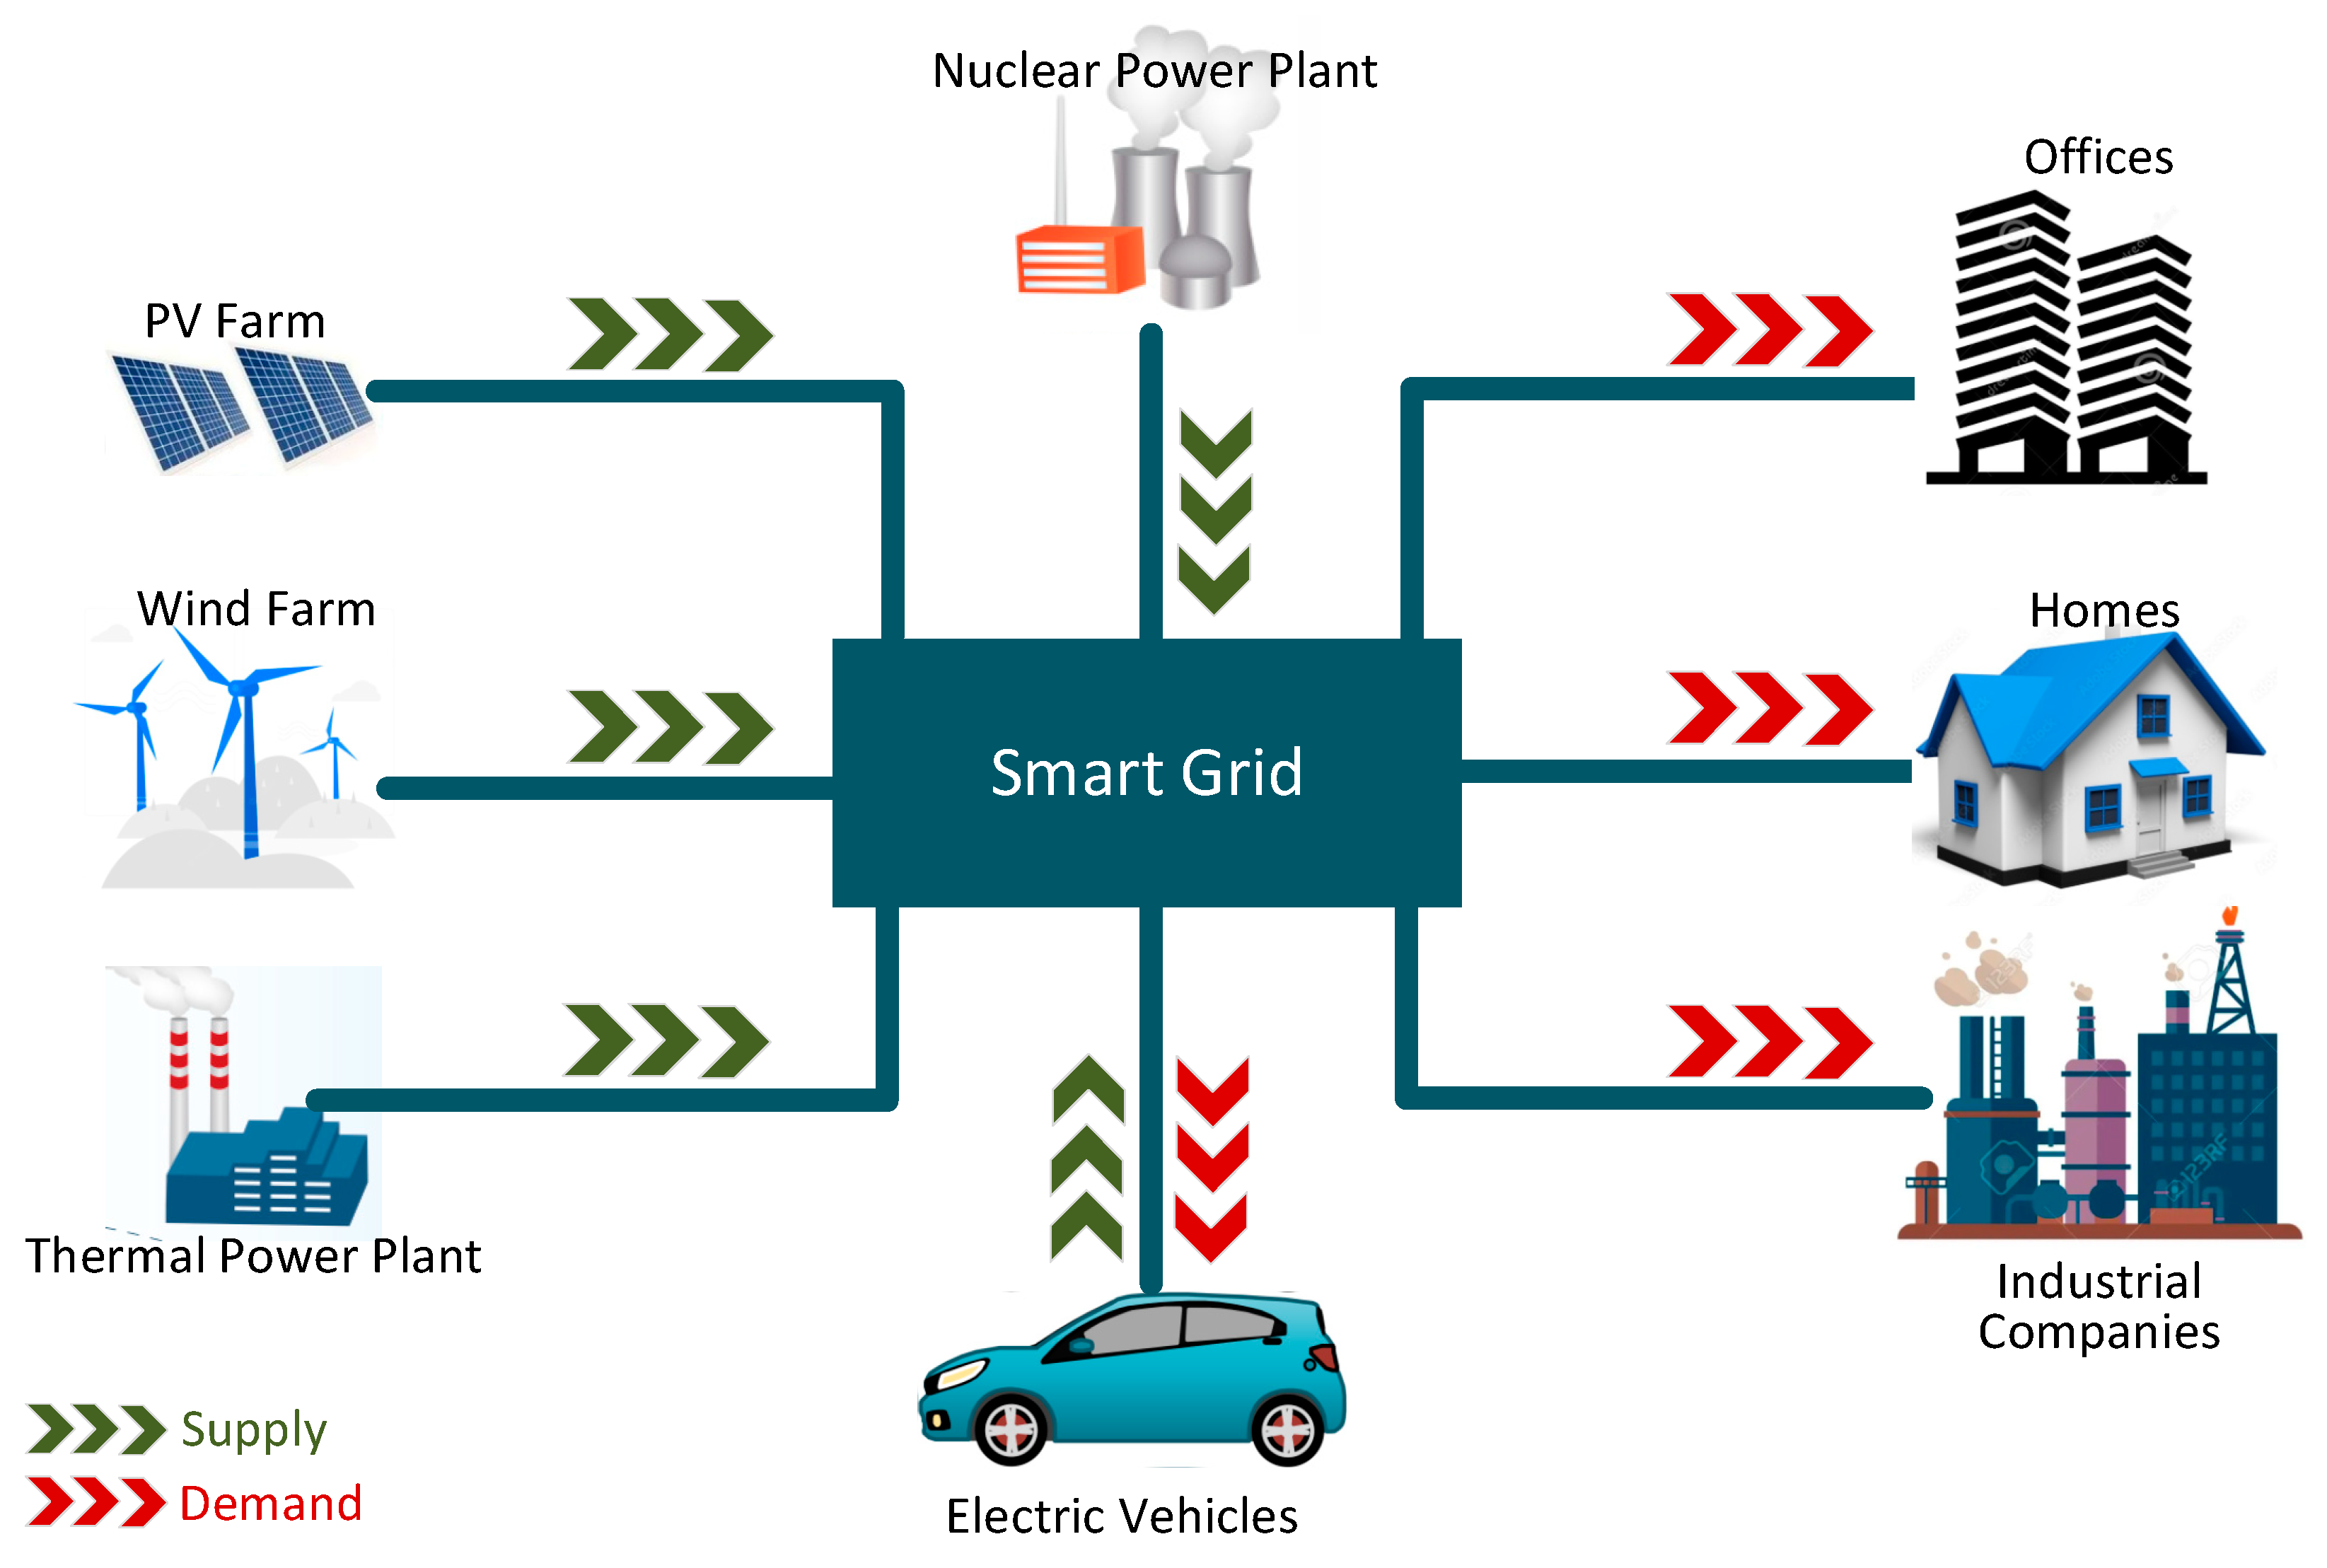 Nuclear Power Plant
Offices
PV Farm
Wind Farm
Homes
Smart Grid
Thermal Power Plant
Industrial
Companies
Supply
Demand
Electric Vehicles
123RF